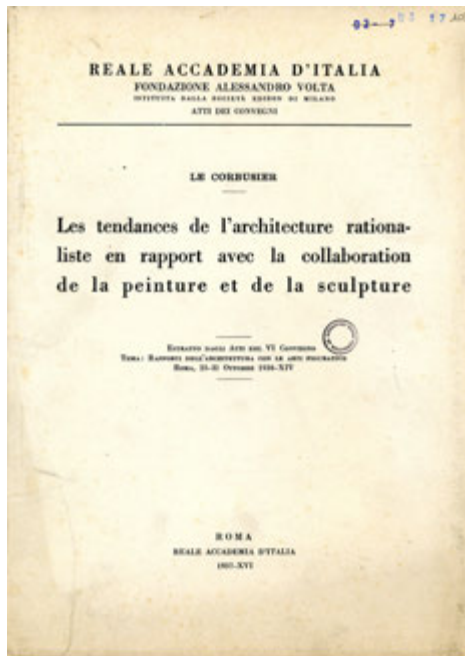 REALE ACCADEMIA D'ITALIA
FONDAZIONE ALESSANDRO VOLTA
ISTITUITA DALLA SOCIETÀ EDISON DI MILANO
ATTI DEI CONVEGNI
LE CORBUSIER
Les tendances de l'architecture rationa-
liste en rapport avec la collaboration
de la peinture et de la sculpture
ESTRATTO DAGLI ATTI DEL VI CONVEGNO
TEMA: RAPPORTI DELL'ARCHITETTURA CON LE ARTI FIGURATIVE
ROMA, 25-31 OTTOBRE 1936-XIV
ROMA
REALE ACCADEMIA D'ITALIA
1937-XVI